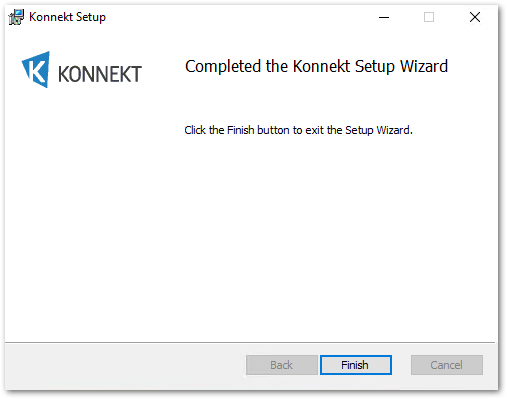 Konnekt Setup
KONNEKT
Completed the Konnekt Setup Wizard
Click the Finish button to exit the Setup Wizard.
Back
Finish
Cancel